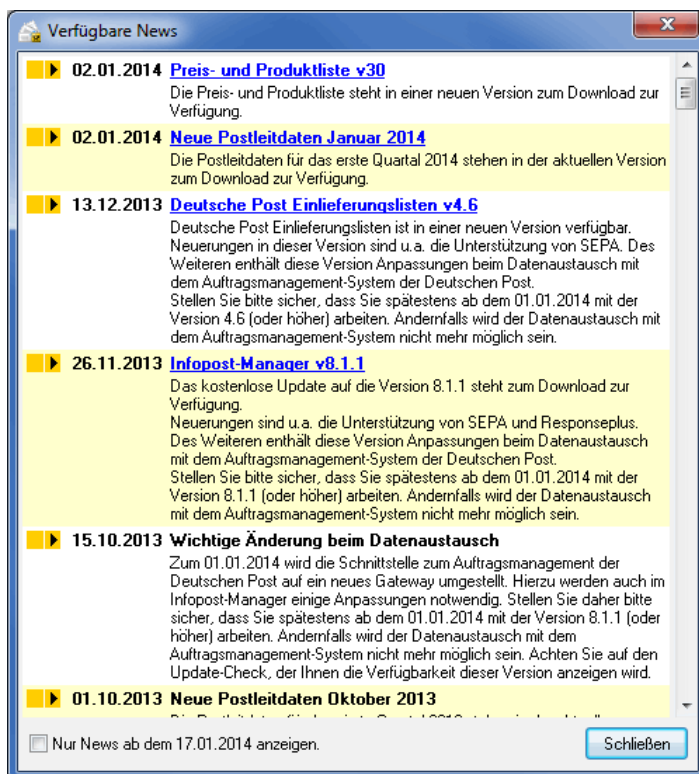 Verfügbare News
02.01.2014 Preis- und Produktliste v30
Die Preis- und Produktliste steht in einer neuen Version zum Download zur
Verfügung.
02.01.2014 Neue Postleitdaten Januar 2014
Die Postleitdaten für das erste Quartal 2014 stehen in der aktuellen Version
zum Download zur Verfügung.
13.12.2013 Deutsche Post Einlieferungslisten v4.6
Deutsche Post Einlieferungslisten ist in einer neuen Version verfügbar.
Neuerungen in dieser Version sind u.a. die Unterstützung von SEPA. Des
Weiteren enthält diese Version Anpassungen beim Datenaustausch mit
dem Auftragsmanagement-System der Deutschen Post.
Stellen Sie bitte sicher, dass Sie spätestens ab dem 01.01.2014 mit der
Version 4.6 (oder höher) arbeiten. Andernfalls wird der Datenaustausch mit
dem Auftragsmanagement-System nicht mehr möglich sein.
26.11.2013 Infopost-Manager v8.1.1
Das kostenlose Update auf die Version 8.1.1 steht zum Download zur
Verfügung.
Neuerungen sind u.a. die Unterstützung von SEPA und Responseplus.
Des Weiteren enthält diese Version Anpassungen beim Datenaustausch
mit dem Auftragsmanagement-System der Deutschen Post.
Stellen Sie bitte sicher, dass Sie spätestens ab dem 01.01.2014 mit der
Version 8.1.1 (oder höher) arbeiten. Andernfalls wird der Datenaustausch
mit dem Auftragsmanagement-System nicht mehr möglich sein.
15.10.2013 Wichtige Änderung beim Datenaustausch
Zum 01.01.2014 wird die Schnittstelle zum Auftragsmanagement der
Deutschen Post auf ein neues Gateway umgestellt. Hierzu werden auch im
Infopost-Manager einige Anpassungen notwendig. Stellen Sie daher bitte
sicher, dass Sie spätestens ab dem 01.01.2014 mit der Version 8.1.1 (oder
höher) arbeiten. Andernfalls wird der Datenaustausch mit dem
Auftragsmanagement-System nicht mehr möglich sein. Achten Sie auf den
Update-Check, der Ihnen die Verfügbarkeit dieser Version anzeigen wird.
01.10.2013 Neue Postleitdaten Oktober 2013
Nur News ab dem 17.01.2014 anzeigen.
Schließen